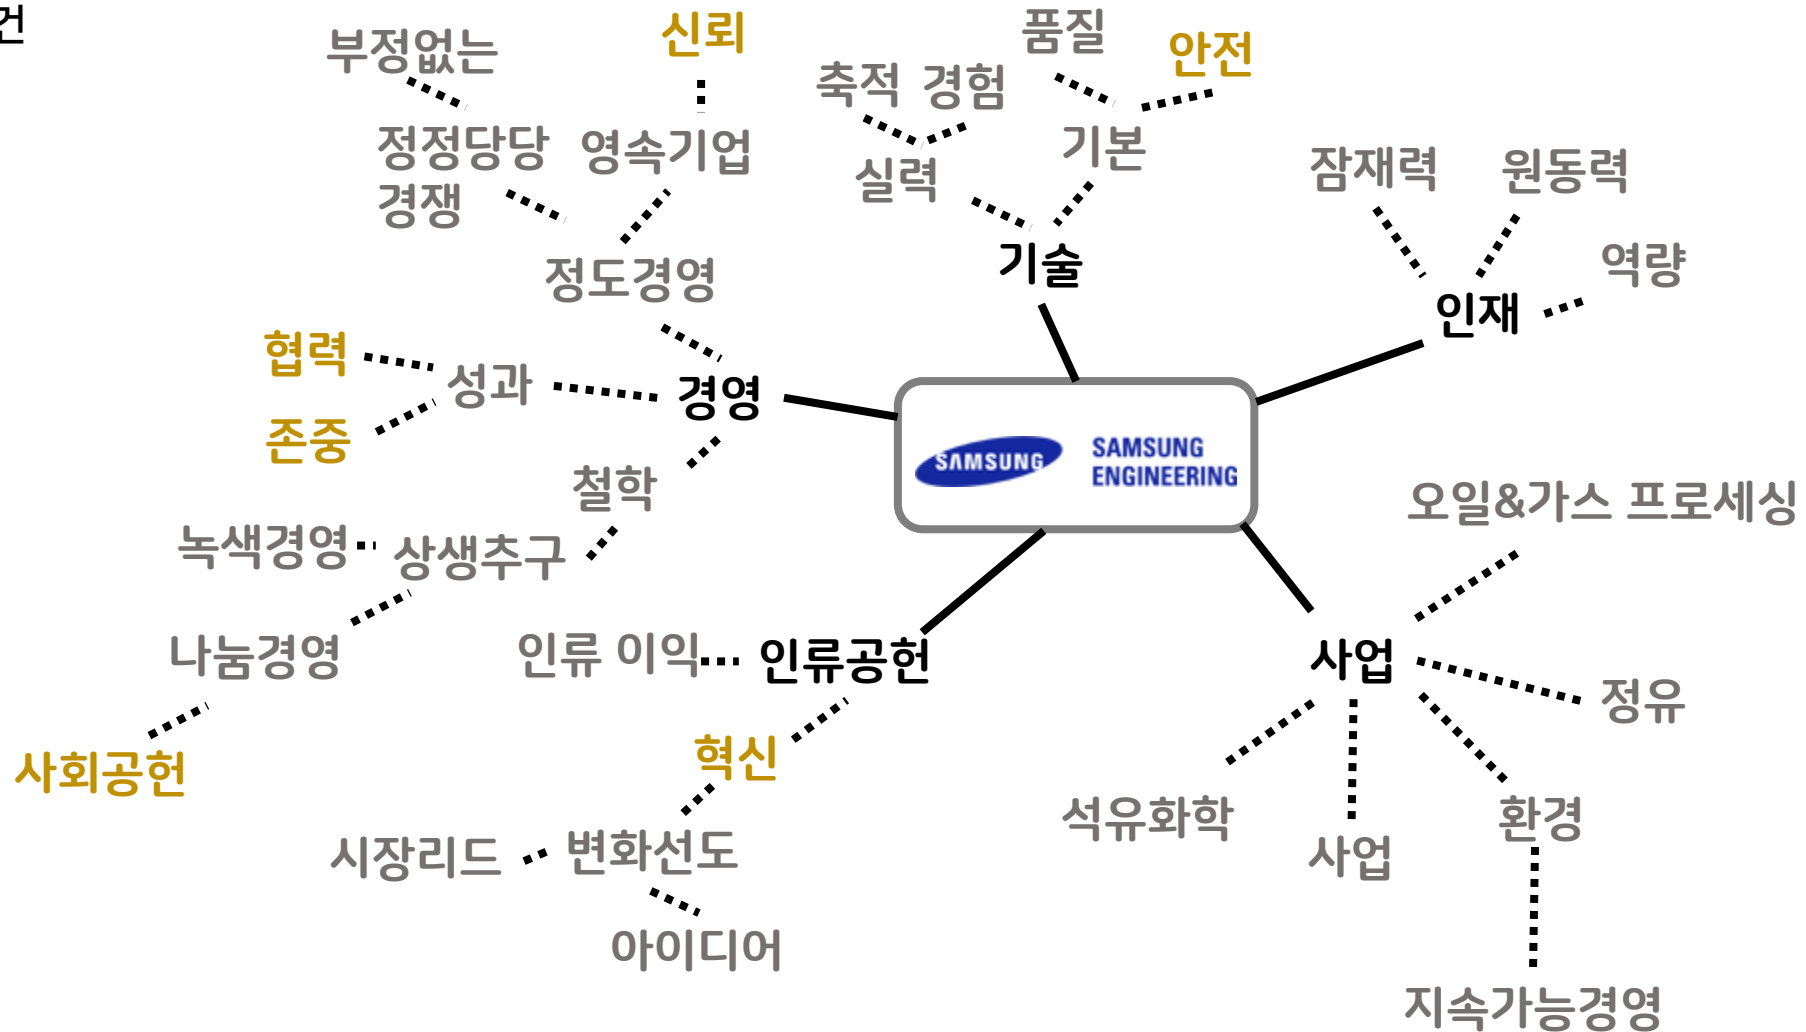 건
부정없는
신뢰
품질
안전
축적 경험
정정당당
경쟁
영속기업
기본
실력
잠재력
원동력
역량
기술
정도경영
인재
협력
성과
경영
존중
SAMSUNG
SAMSUNG
ENGINEERING
철학
오일&가스 프로세싱
녹색경영
상생추구
나눔경영
인류 이익
인류공헌
사업
정유
사회공헌
혁신
석유화학
환경
시장리드
변화선도
사업
아이디어
지속가능경영